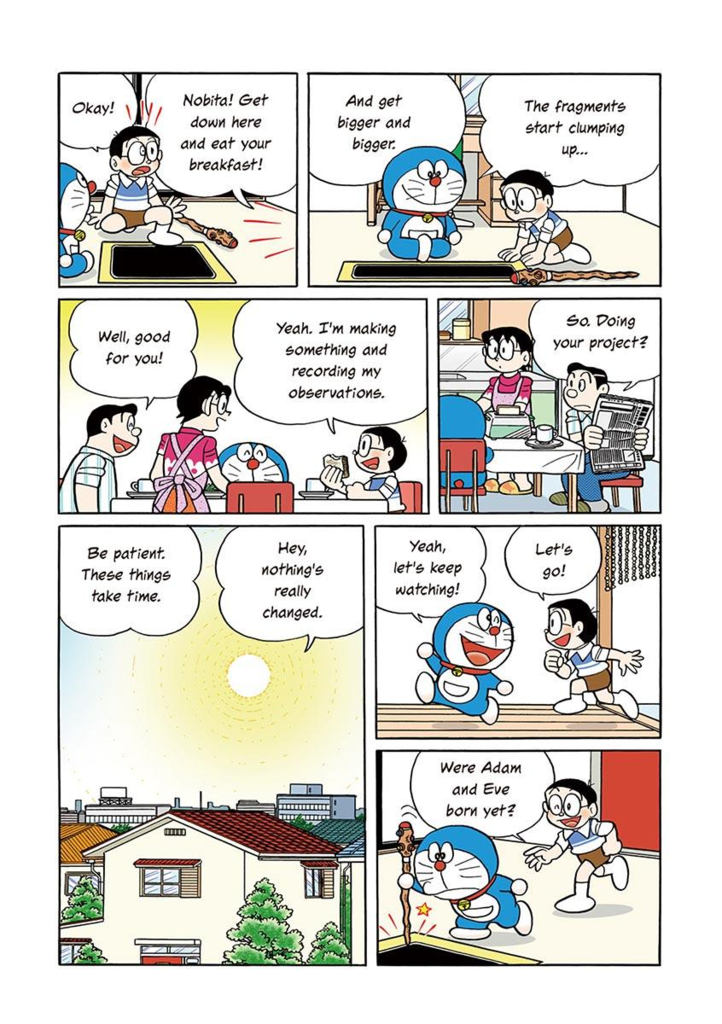 The fragments
start clumping
up...
And get
bigger and
bigger.
Nobita! Get
down here
and eat your
breakfast!
Okay!
So. Doing
your project?
Yeah. I'm making
something and
recording my
observations.
Well, good
for you!
Let's
go!
Yeah,
let's keep
watching!
Were Adam
and Eve
born yet?
Hey,
nothing's
really
changed.
Be patient.
These things
take time.